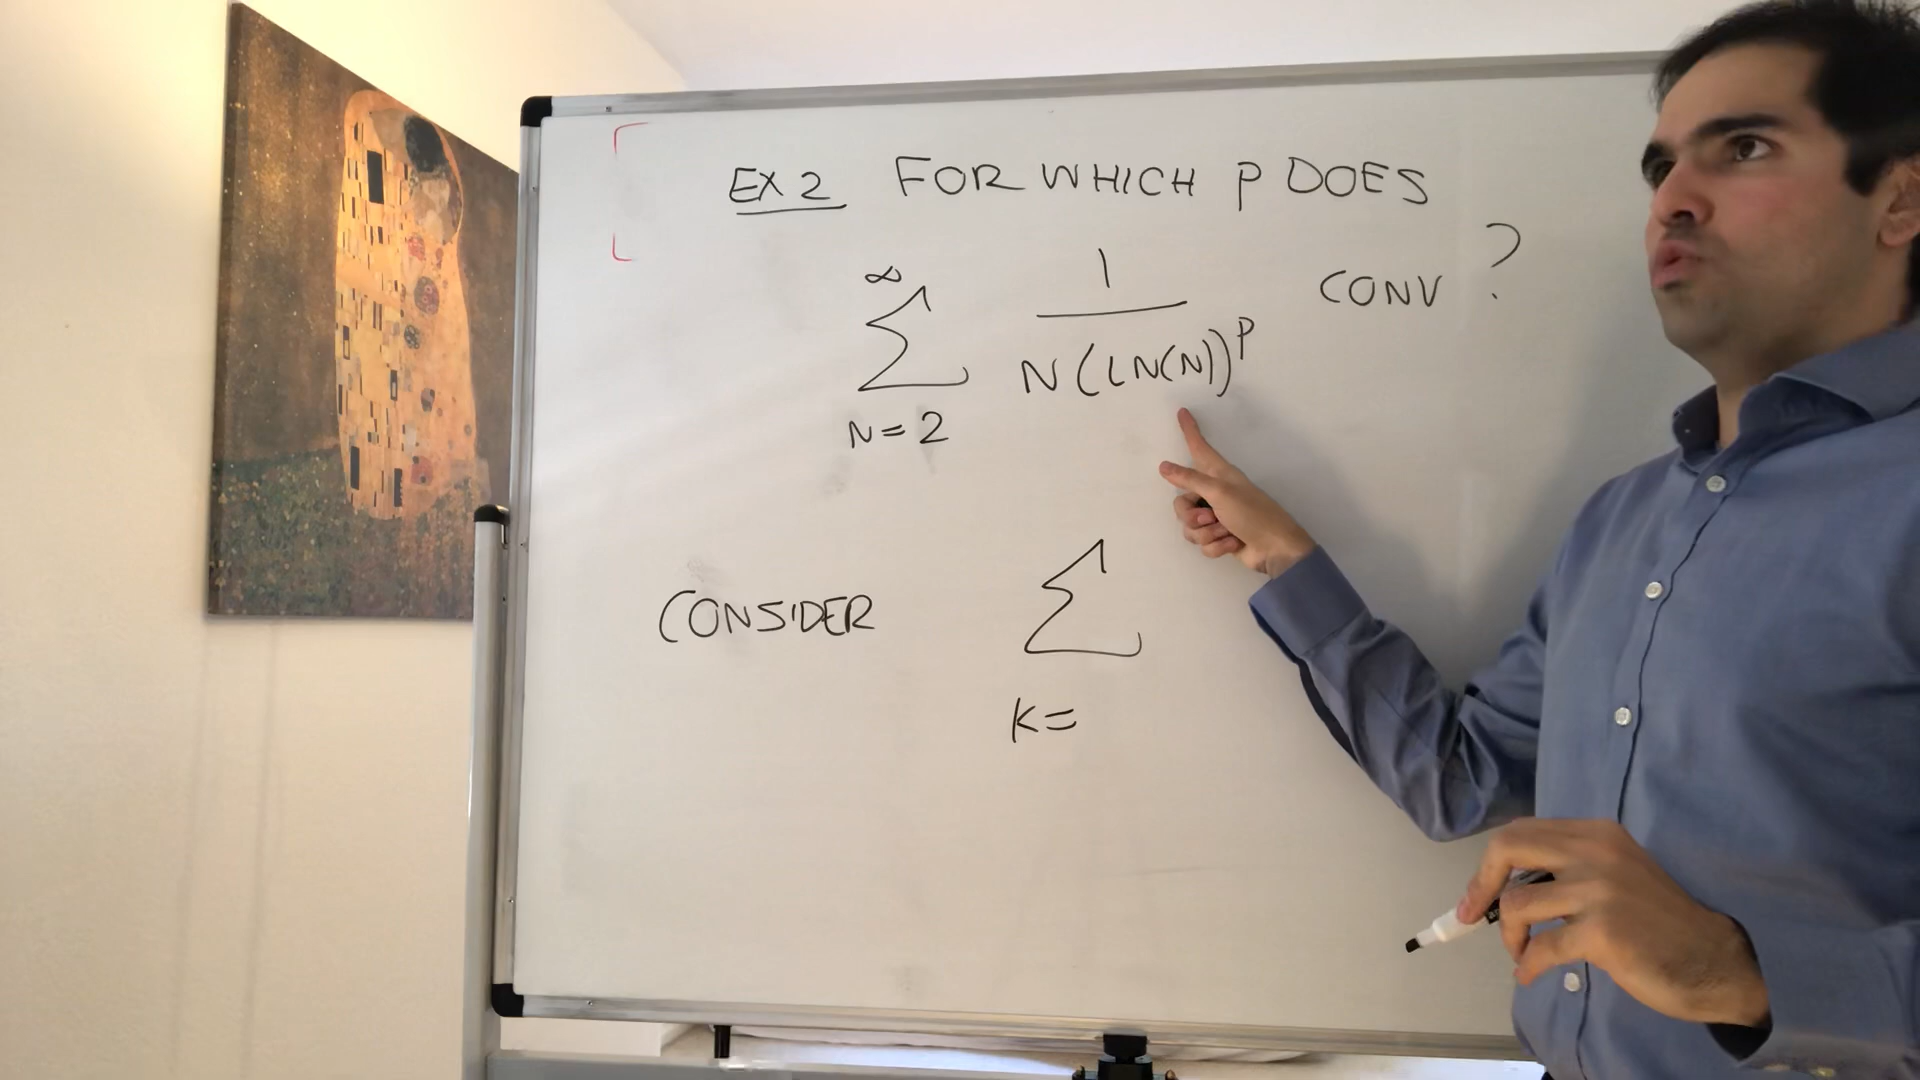 EX 2 FOR WHICH P DOES
∞
∑ 1/(N(LN(N))^P) CONV ?
N=2
CONSIDER ∑
K=